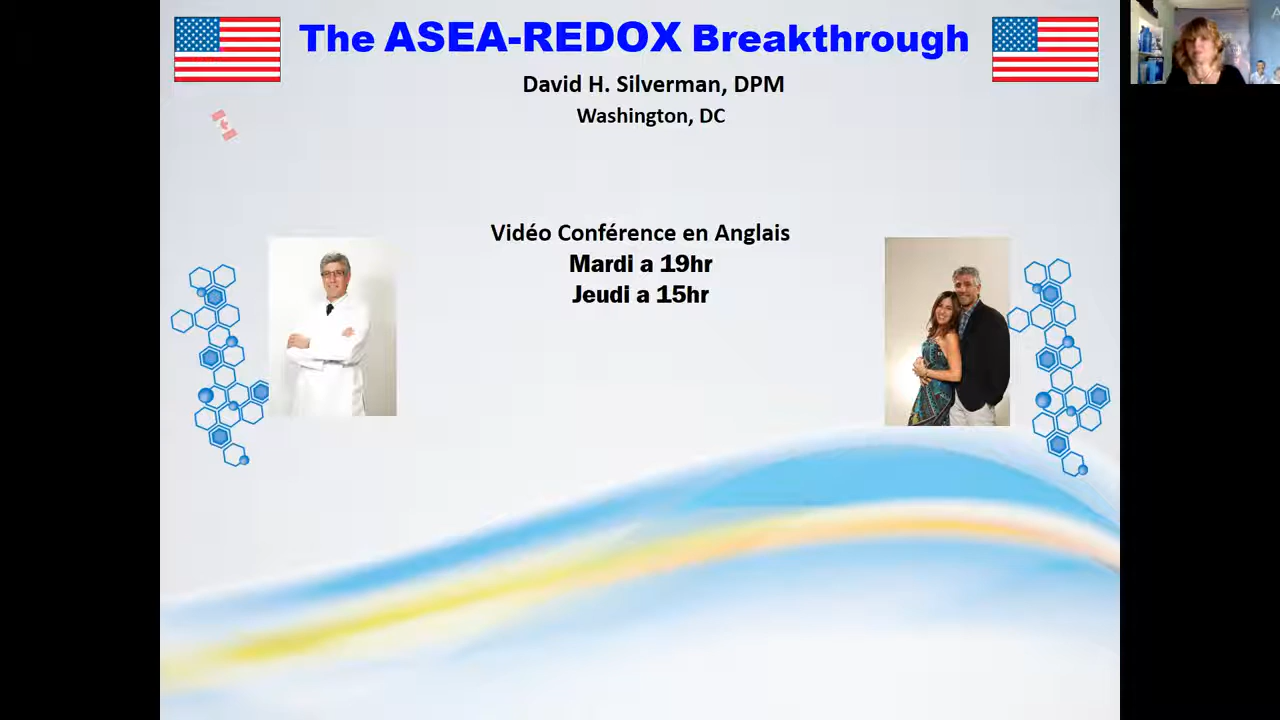 The ASEA-REDOX Breakthrough
David H. Silverman, DPM
Washington, DC
Vidéo Conférence en Anglais
Mardi a 19hr
Jeudi a 15hr